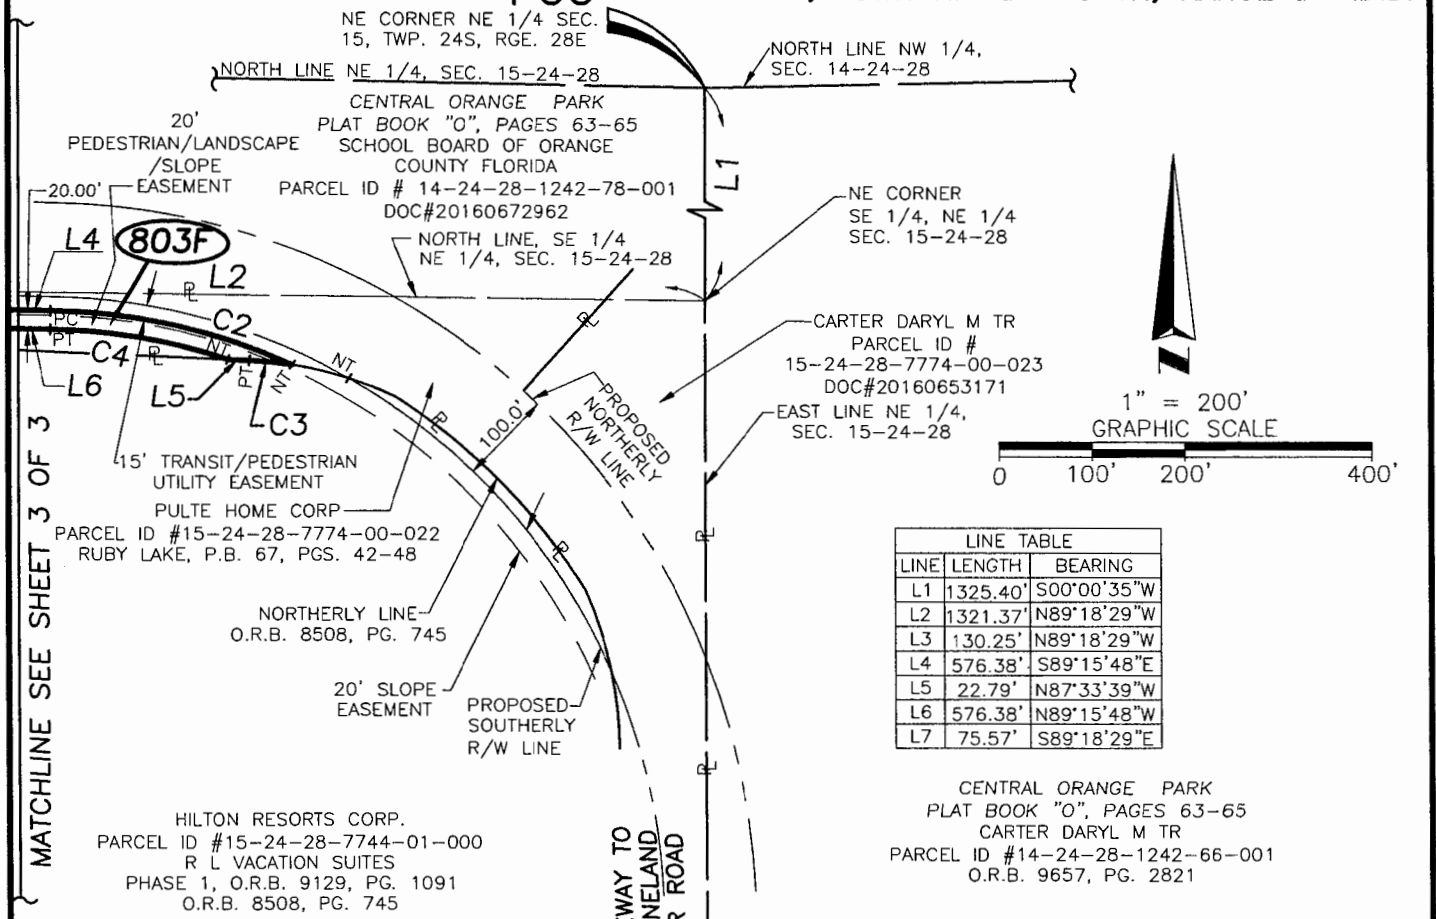 NE CORNER NE 1/4 SEC.
15, TWP. 24S, RGE. 28E
NORTH LINE NW 1/4,
SEC. 14-24-28
NORTH LINE NE 1/4, SEC. 15-24-28
CENTRAL ORANGE PARK
PLAT BOOK "O", PAGES 63-65
SCHOOL BOARD OF ORANGE
COUNTY FLORIDA
PARCEL ID # 14-24-28-1242-78-001
DOC#20160672962
20'
PEDESTRIAN/LANDSCAPE
/SLOPE
EASEMENT
20.00'
L1
NE CORNER
SE 1/4, NE 1/4
SEC. 15-24-28
L4
803F
NORTH LINE, SE 1/4
NE 1/4, SEC. 15-24-28
L2
PL
PC
PT
C2
C4
PL
NT
PT
NT
NT
L6
L5
C3
PL
PL
100.0'
PROPOSED
NORTHERLY
R/W LINE
CARTER DARYL M TR
PARCEL ID #
15-24-28-7774-00-023
DOC#20160653171
EAST LINE NE 1/4,
SEC. 15-24-28
N
1" = 200'
GRAPHIC SCALE
0 100' 200' 400'
15' TRANSIT/PEDESTRIAN
UTILITY EASEMENT
PULTE HOME CORP
PARCEL ID #15-24-28-7774-00-022
RUBY LAKE, P.B. 67, PGS. 42-48
PL
PL
NORTHERLY LINE
O.R.B. 8508, PG. 745
20' SLOPE
EASEMENT
PROPOSED
SOUTHERLY
R/W LINE
PL
MATCHLINE SEE SHEET 3 OF 3
LINE TABLE
LINE LENGTH BEARING
L1 1325.40' S00°00'35"W
L2 1321.37' N89°18'29"W
L3 130.25' N89°18'29"W
L4 576.38' S89°15'48"E
L5 22.79' N87°33'39"W
L6 576.38' N89°15'48"W
L7 75.57' S89°18'29"E
CENTRAL ORANGE PARK
PLAT BOOK "O", PAGES 63-65
CARTER DARYL M TR
PARCEL ID #14-24-28-1242-66-001
O.R.B. 9657, PG. 2821
HILTON RESORTS CORP.
PARCEL ID #15-24-28-7744-01-000
R L VACATION SUITES
PHASE 1, O.R.B. 9129, PG. 1091
O.R.B. 8508, PG. 745
TO
ROAD